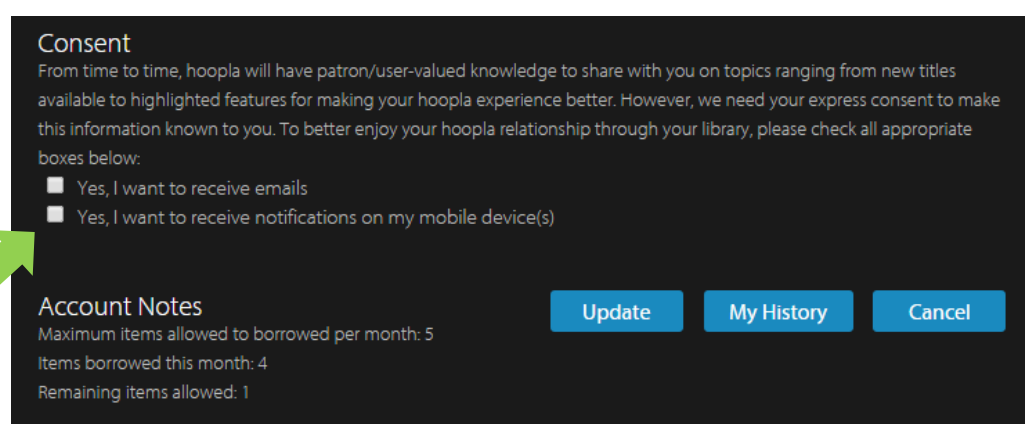 Consent
From time to time, hoopla will have patron/user-valued knowledge to share with you on topics ranging from new titles
available to highlighted features for making your hoopla experience better. However, we need your express consent to make
this information known to you. To better enjoy your hoopla relationship through your library, please check all appropriate
boxes below:
Yes, I want to receive emails
Yes, I want to receive notifications on my mobile device(s)
Account Notes
Update My History Cancel
Maximum items allowed to borrowed per month: 5
Items borrowed this month: 4
Remaining items allowed: 1